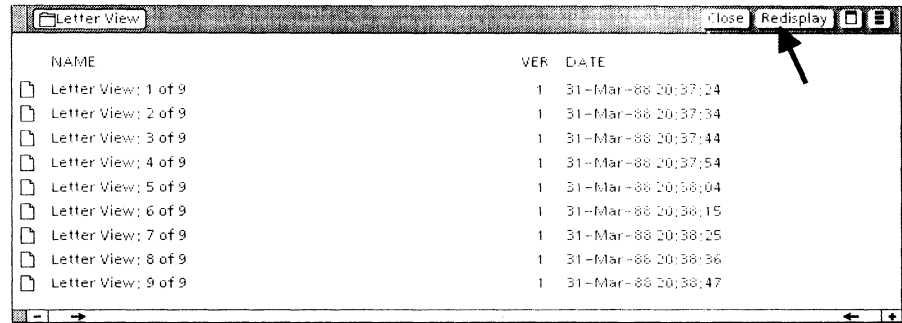 Letter View Close Redisplay
NAME VER DATE
Letter View; 1 of 9 1 31-Mar-88 20;37;24
Letter View; 2 of 9 1 31-Mar-88 20;37;34
Letter View; 3 of 9 1 31-Mar-88 20;37;44
Letter View; 4 of 9 1 31-Mar-88 20;37;54
Letter View; 5 of 9 1 31-Mar-88 20;38;04
Letter View; 6 of 9 1 31-Mar-88 20;38;15
Letter View; 7 of 9 1 31-Mar-88 20;38;25
Letter View; 8 of 9 1 31-Mar-88 20;38;36
Letter View; 9 of 9 1 31-Mar-88 20;38;47